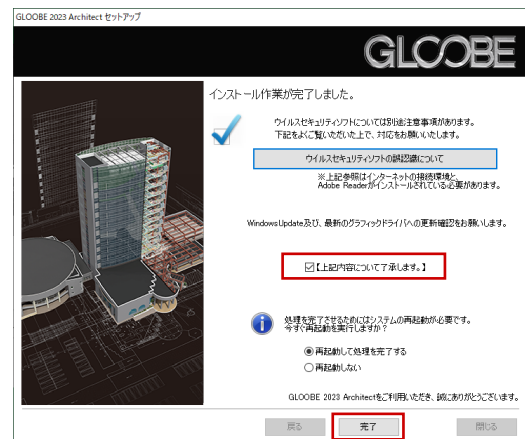 GLOOBE 2023 Architect セットアップ
GLOOBE
インストール作業が完了しました。
ウイルスセキュリティソフトについては別途注意事項があります。
下記をよくご覧いただいた上で、対応をお願いいたします。
ウイルスセキュリティソフトの誤認識について
※上記参照はインターネットの接続環境と、
Adobe Readerがインストールされている必要があります。
WindowsUpdate及び、最新のグラフィックドライバへの更新確認をお願いします。
【上記内容について了承します。】
処理を完了させるためにはシステムの再起動が必要です。
今すぐ再起動を実行しますか？
再起動して処理を完了する
再起動しない
GLOOBE 2023 Architectをご利用いただき、誠にありがとうございます。
戻る
完了
閉じる